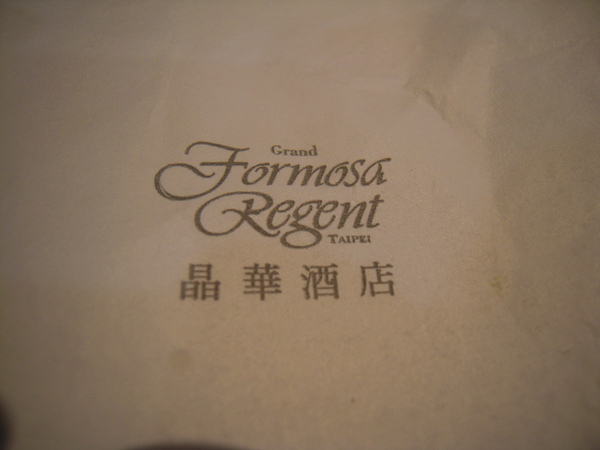 Grand
Formosa
Regent
TAIPEI
晶華酒店